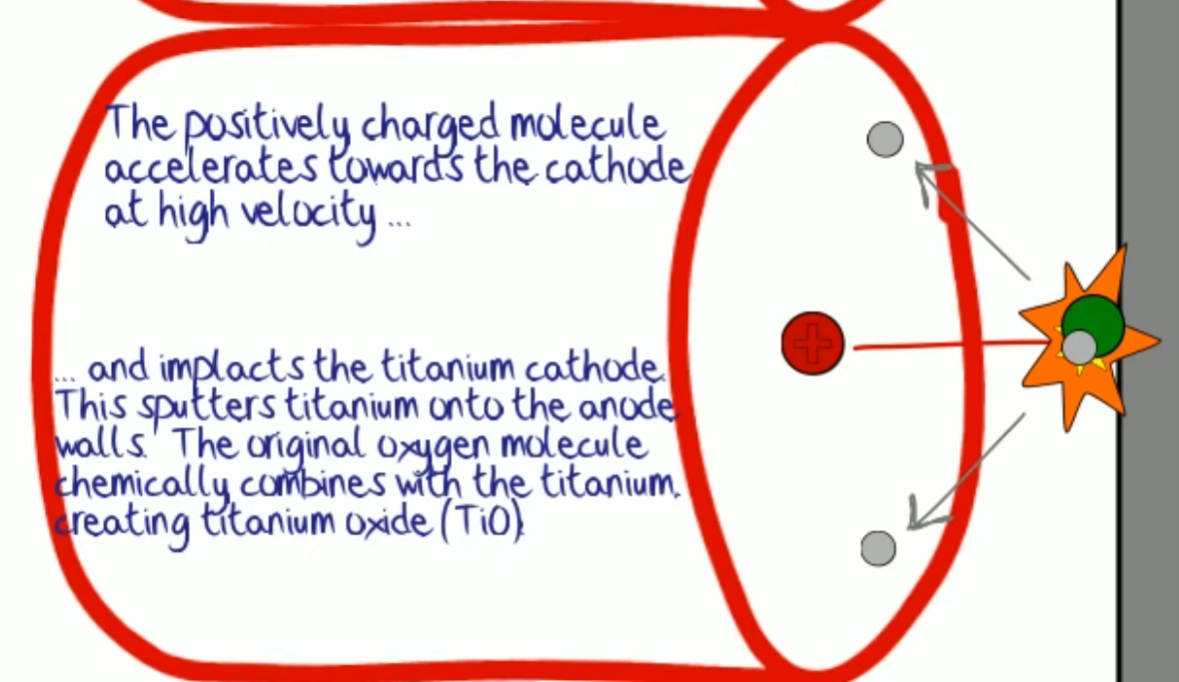 The positively charged molecule
accelerates towards the cathode
at high velocity ...
... and implacts the titanium cathode.
This sputters titanium onto the anode
walls. The original oxygen molecule
chemically combines with the titanium.
creating titanium oxide (TiO)
+